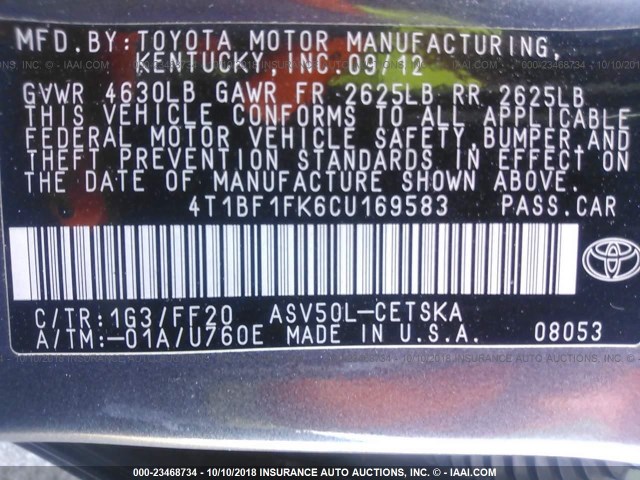 MFD. BY: TOYOTA MOTOR MANUFACTURING,
KENTUCKY, INC. 09/12
GVWR 4630LB GAWR FR 2625LB RR 2625LB
THIS VEHICLE CONFORMS TO ALL APPLICABLE
FEDERAL MOTOR VEHICLE SAFETY, BUMPER, AND
THEFT PREVENTION STANDARDS IN EFFECT ON
THE DATE OF MANUFACTURE SHOWN ABOVE.
4T1BF1FK6CU169583 PASS.CAR
C/TR:1G3/FF20 ASV50L-CETSKA
A/TM:-01A/U760E MADE IN U.S.A. 08053
000-23468734 - 10/10/2018 INSURANCE AUTO AUCTIONS, INC. - © - IAAI.COM